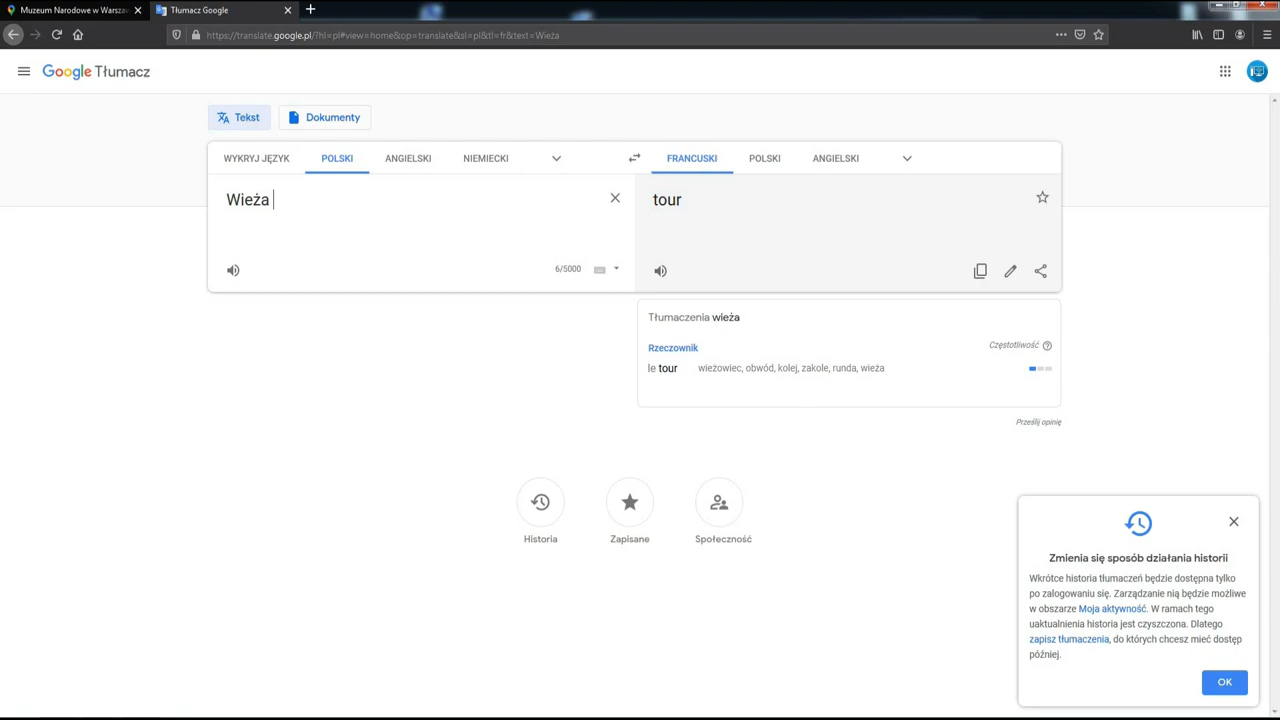 Muzeum Narodowe w Warsza
Tłumacz Google
https://translate.google.pl/?hl=pl#view=home&op=translate&sl=pl&tl=fr&text=Wieża
Google Tłumacz
Tekst
Dokumenty
WYKRYJ JĘZYK POLSKI ANGIELSKI NIEMIECKI
FRANCUSKI POLSKI ANGIELSKI
Wieża
tour
6/5000
Tłumaczenia wieża
Rzeczownik
Częstotliwość
le tour wieżowiec, obwód, kolej, zakole, runda, wieża
Prześlij opinię
Historia
Zapisane
Społeczność
Zmienia się sposób działania historii
Wkrótce historia tłumaczeń będzie dostępna tylko
po zalogowaniu się. Zarządzanie nią będzie możliwe
w obszarze Moja aktywność. W ramach tego
uaktualnienia historia jest czyszczona. Dlatego
zapisz tłumaczenia, do których chcesz mieć dostęp
później.
OK